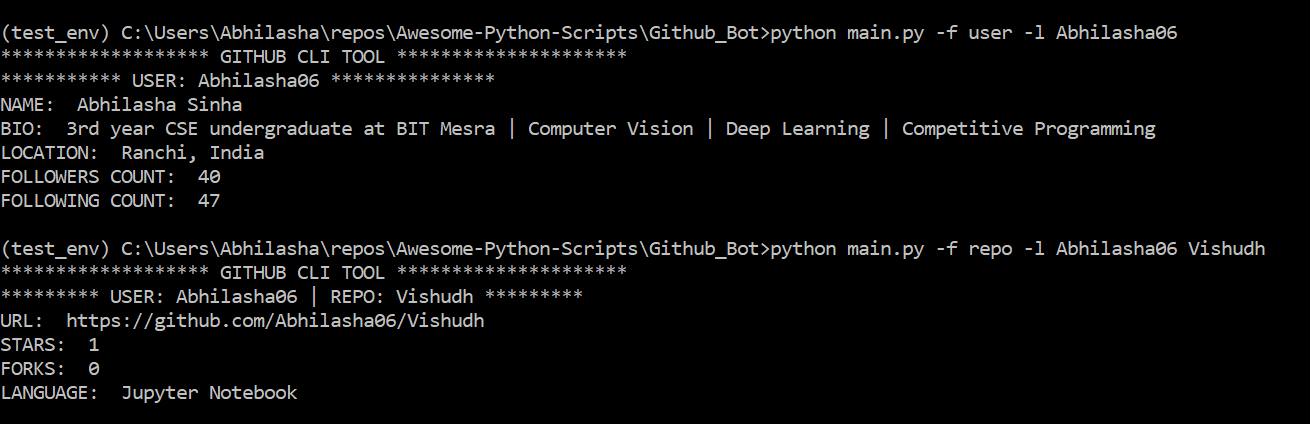 (test_env) C:\Users\Abhilasha\repos\Awesome-Python-Scripts\Github_Bot>python main.py -f user -l Abhilasha06
******************* GITHUB CLI TOOL *********************
*********** USER: Abhilasha06 ***************
NAME:  Abhilasha Sinha
BIO:  3rd year CSE undergraduate at BIT Mesra | Computer Vision | Deep Learning | Competitive Programming
LOCATION:  Ranchi, India
FOLLOWERS COUNT:  40
FOLLOWING COUNT:  47
(test_env) C:\Users\Abhilasha\repos\Awesome-Python-Scripts\Github_Bot>python main.py -f repo -l Abhilasha06 Vishudh
******************* GITHUB CLI TOOL *********************
********* USER: Abhilasha06 | REPO: Vishudh *********
URL:  https://github.com/Abhilasha06/Vishudh
STARS:  1
FORKS:  0
LANGUAGE:  Jupyter Notebook